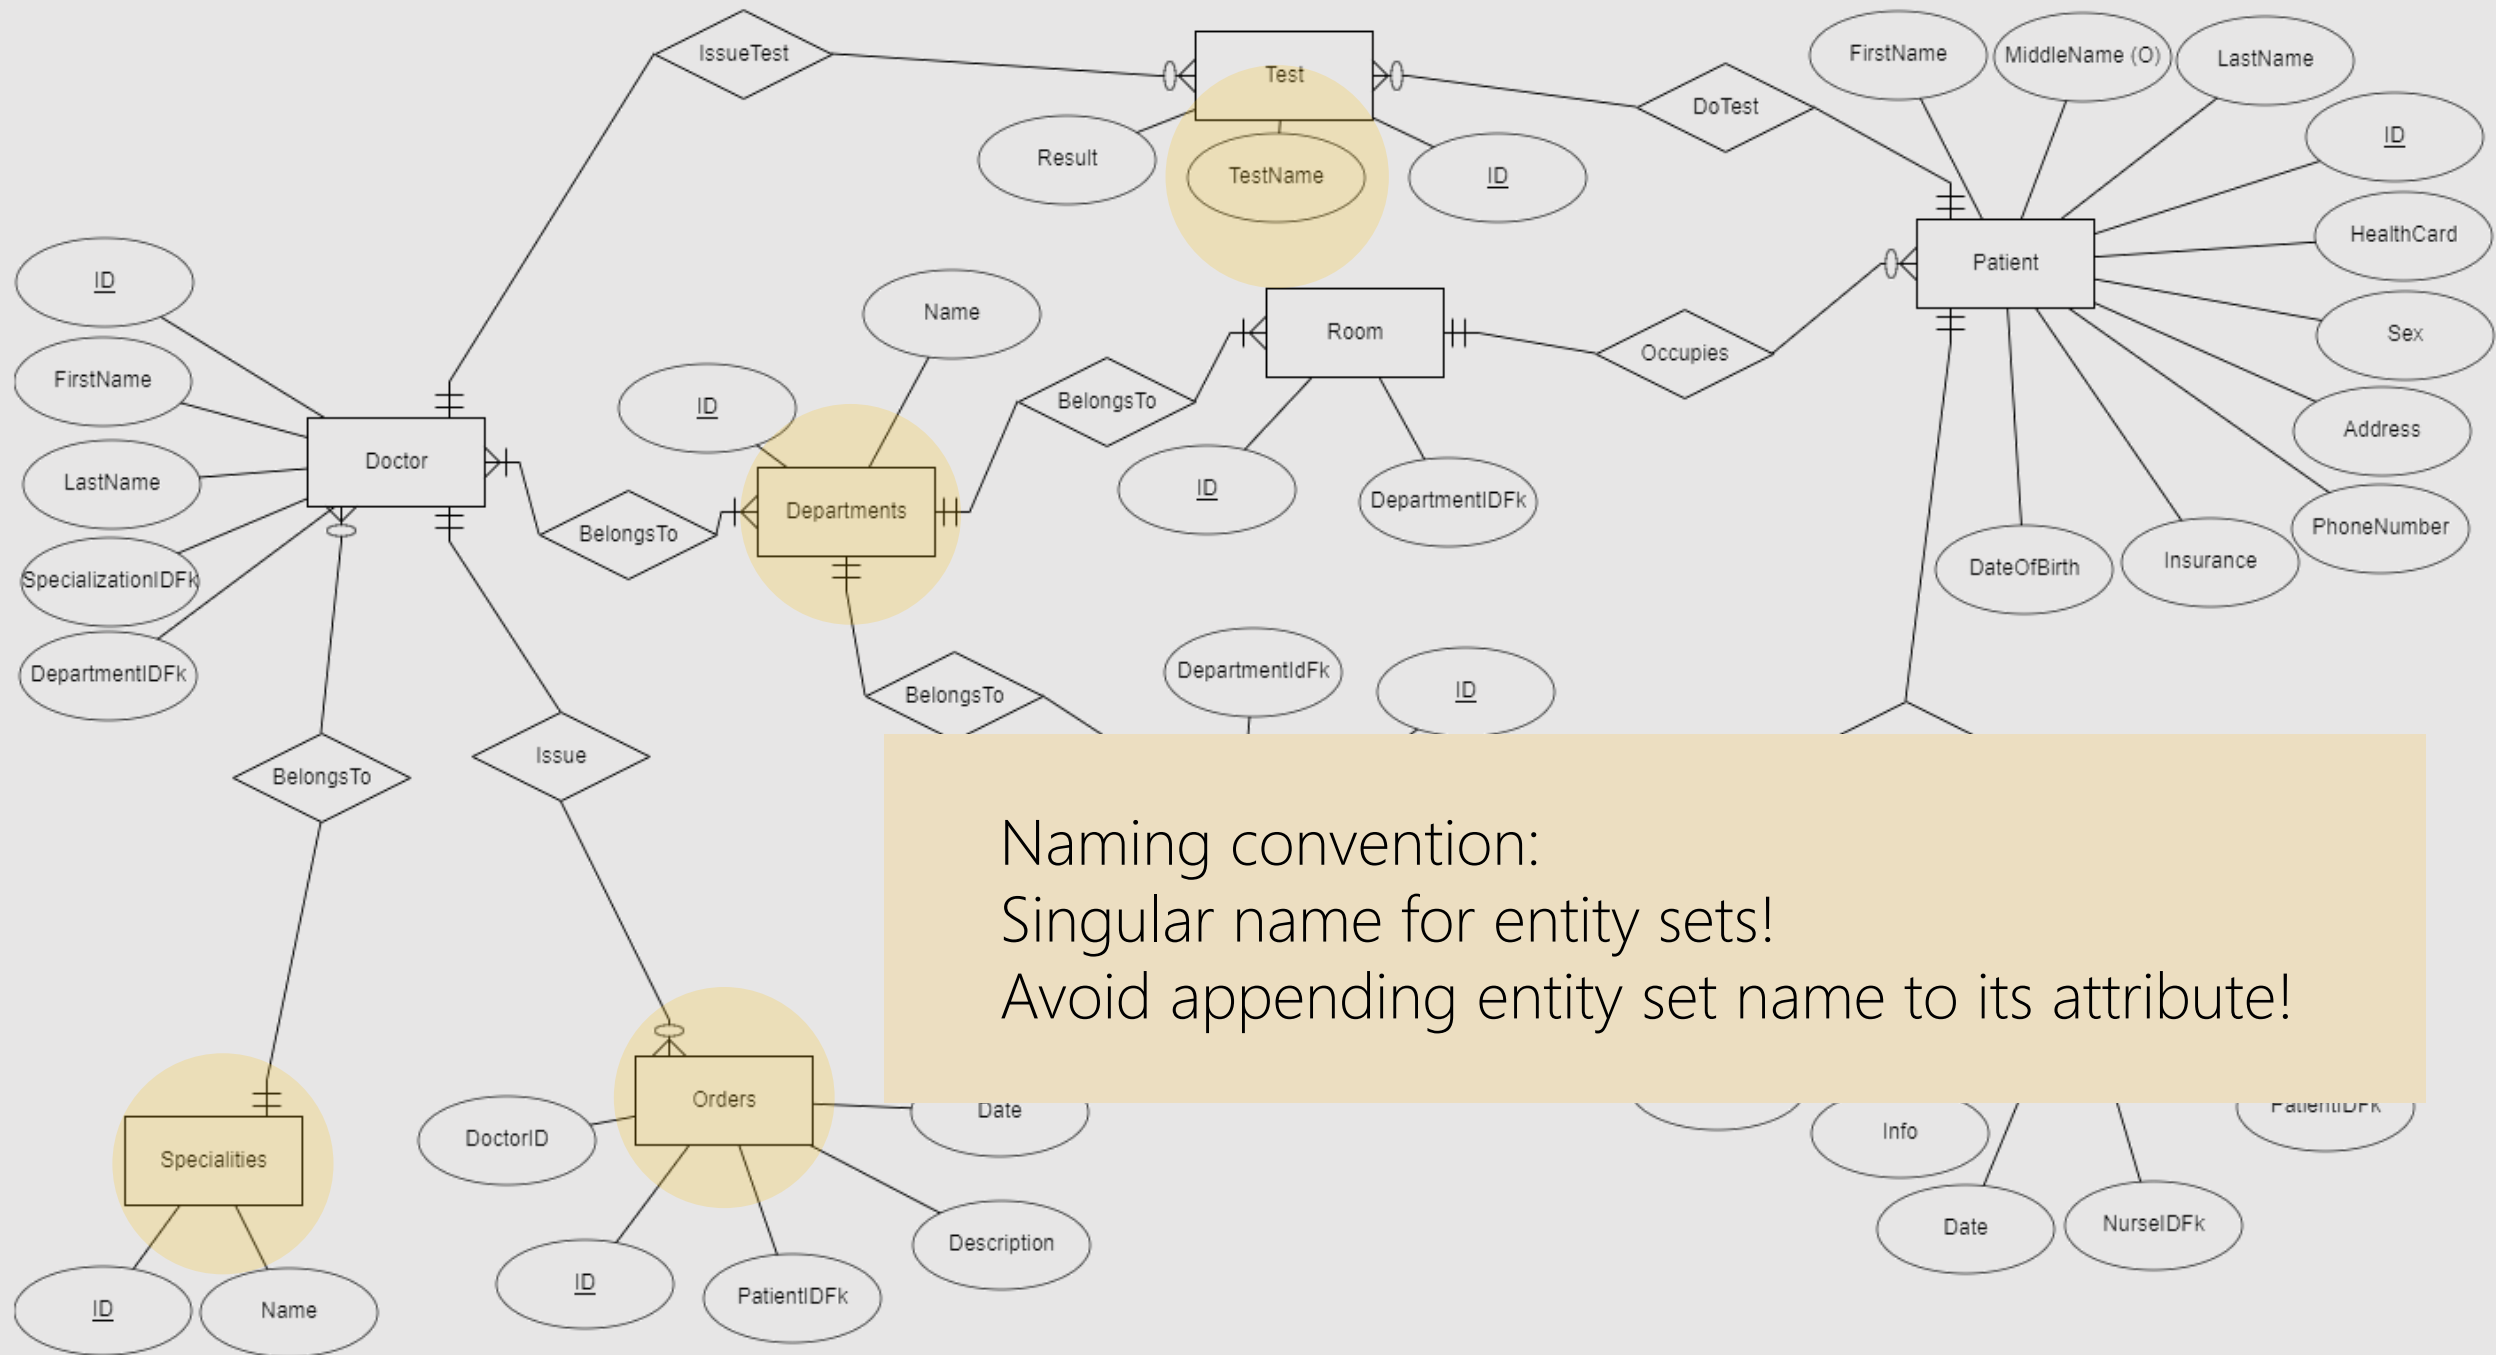 IssueTest
Test
FirstName
MiddleName (O)
LastName
DoTest
ID
Result
TestName
ID
HealthCard
Patient
ID
Name
Room
Occupies
Sex
FirstName
ID
BelongsTo
Address
Doctor
LastName
ID
DepartmentIDFk
Departments
BelongsTo
PhoneNumber
SpecializationIDFk
DateOfBirth
Insurance
DepartmentIDFk
BelongsTo
DepartmentIdFk
ID
BelongsTo
Issue
Naming convention:
Singular name for entity sets!
Avoid appending entity set name to its attribute!
Orders
Date
PatientIDFk
DoctorID
Info
Specialities
Date
NurseIDFk
Description
ID
PatientIDFk
ID
Name